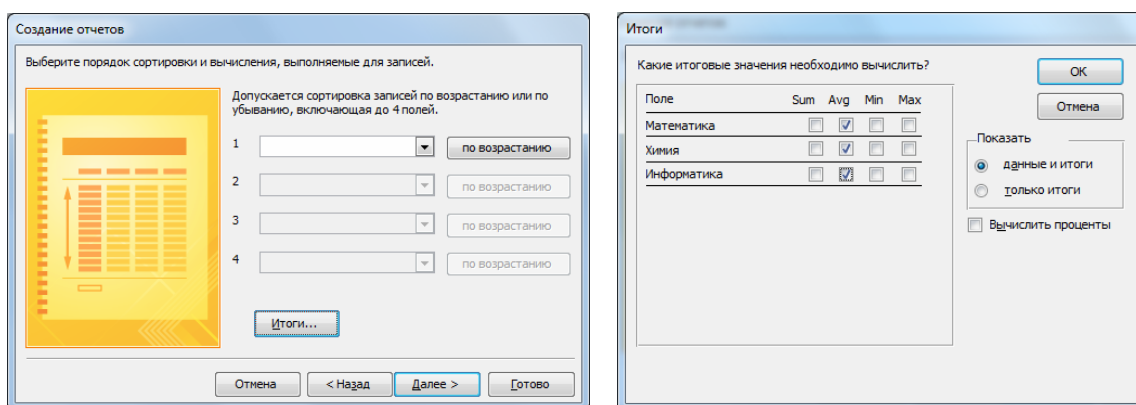 Создание отчетов
Выберите порядок сортировки и вычисления, выполняемые для записей.
Допускается сортировка записей по возрастанию или по
убыванию, включающая до 4 полей.
1 по возрастанию
2 по возрастанию
3 по возрастанию
4 по возрастанию
Итоги...
Отмена < Назад Далее > Готово
Итоги
Какие итоговые значения необходимо вычислить?
ОК
Отмена
Поле Sum Avg Min Max
Математика
Химия
Информатика
Показать
данные и итоги
только итоги
Вычислить проценты